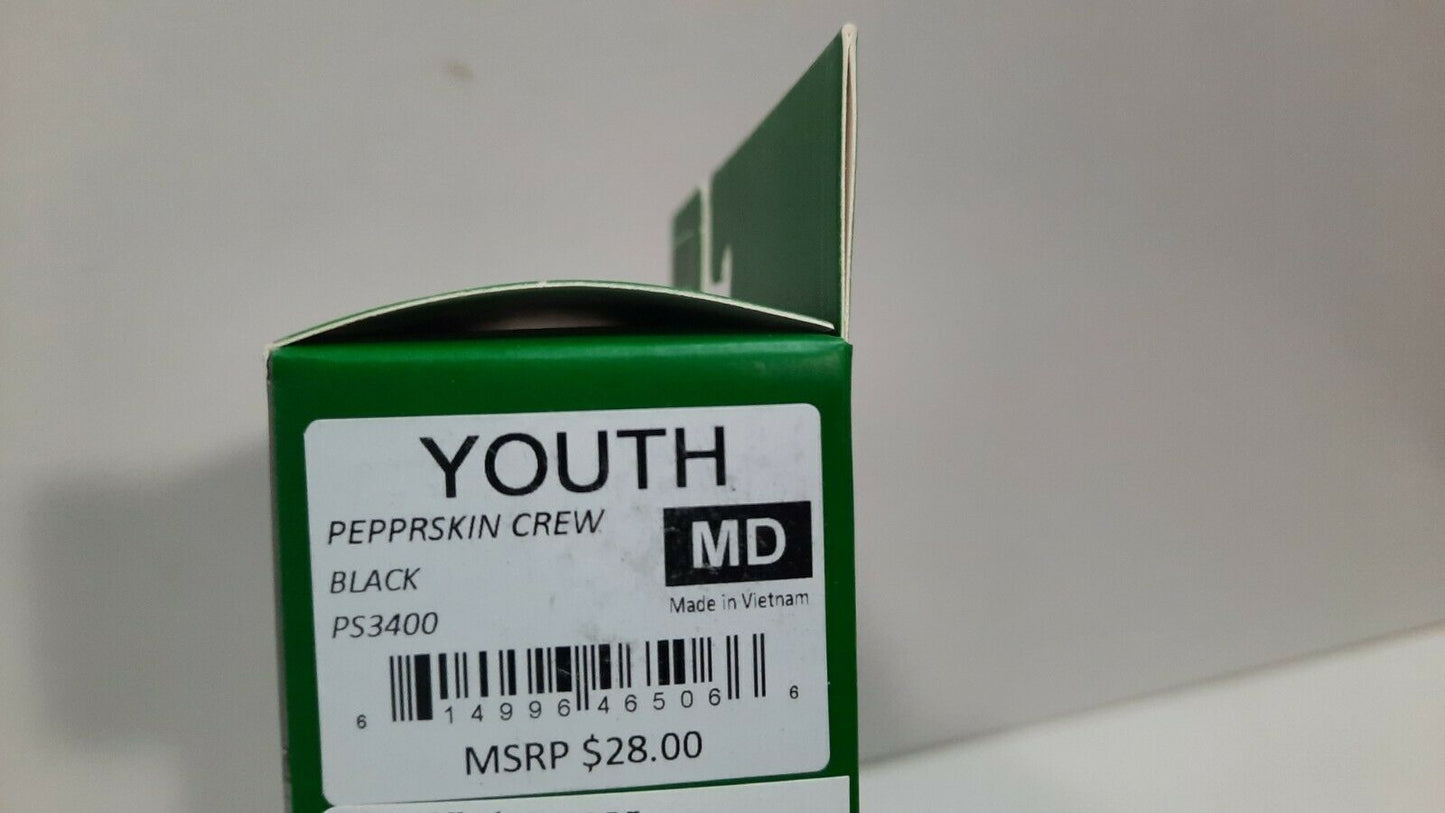 YOUTH
PEPPRSKIN CREW
MD
BLACK
Made in Vietnam
PS3400
6 14996 46506 6
MSRP $28.00